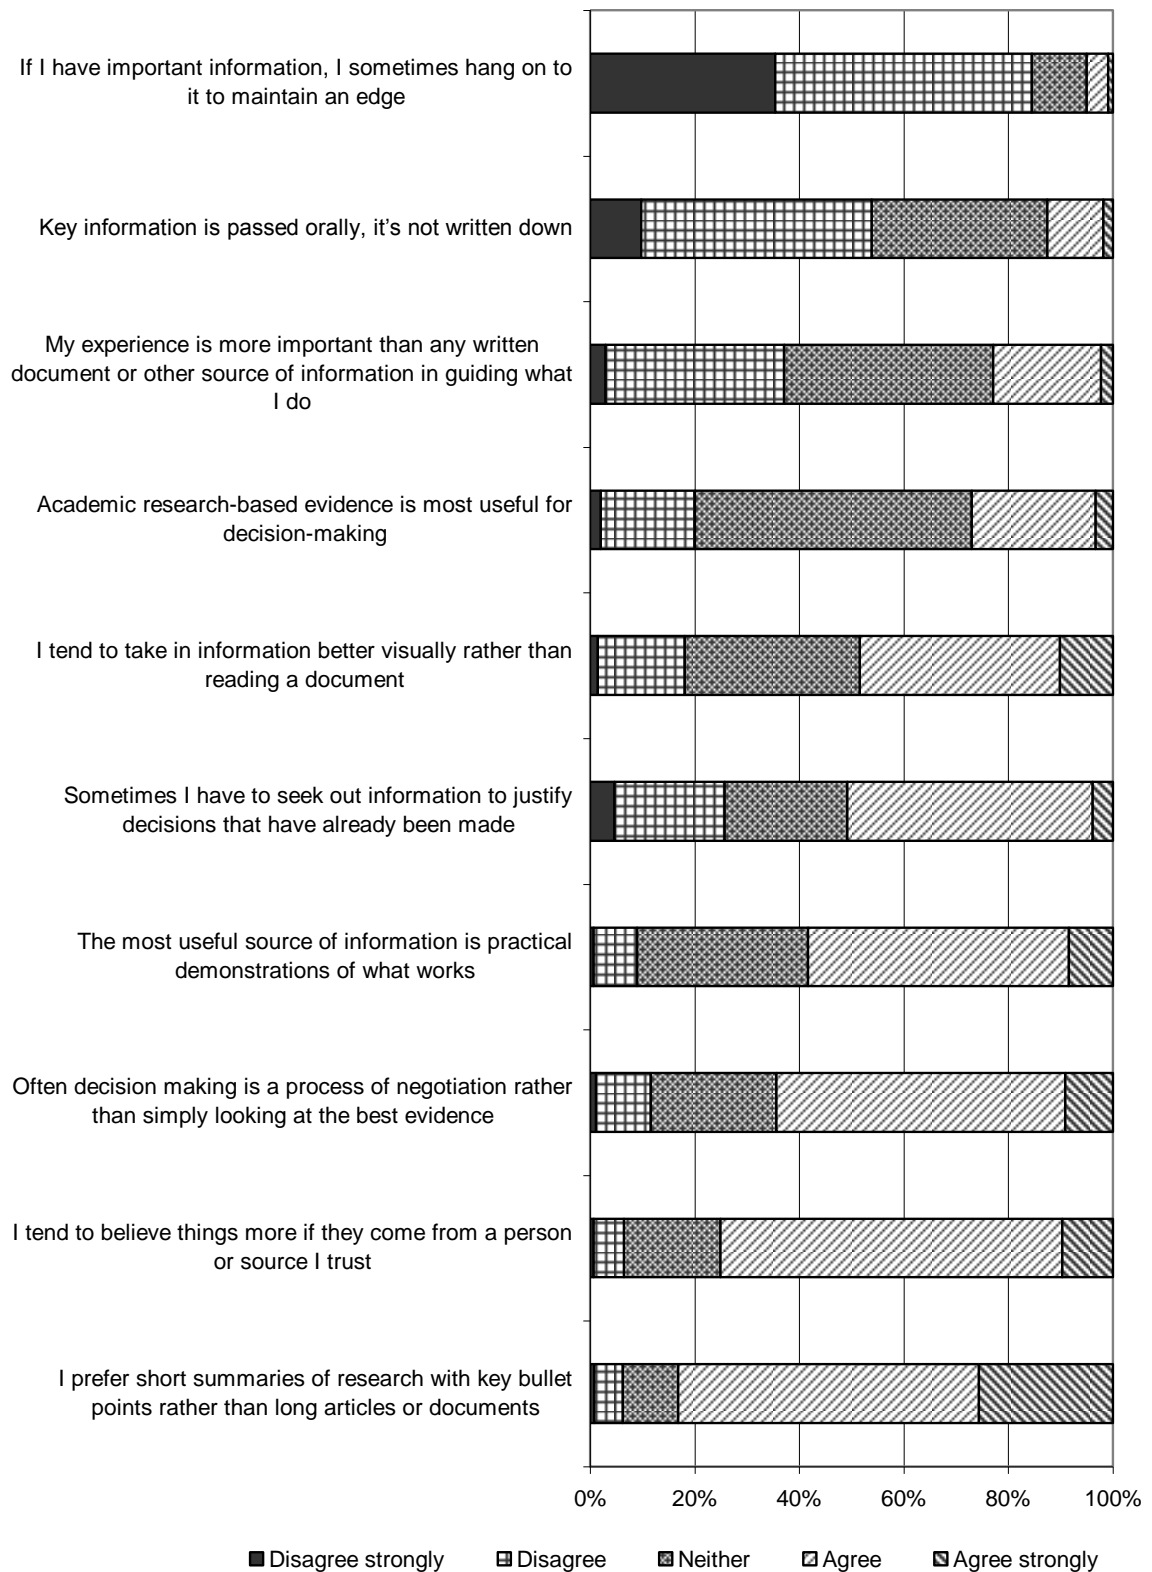 If I have important information, I sometimes hang on to
it to maintain an edge
Key information is passed orally, it’s not written down
My experience is more important than any written
document or other source of information in guiding what
I do
Academic research-based evidence is most useful for
decision-making
I tend to take in information better visually rather than
reading a document
Sometimes I have to seek out information to justify
decisions that have already been made
The most useful source of information is practical
demonstrations of what works
Often decision making is a process of negotiation rather
than simply looking at the best evidence
I tend to believe things more if they come from a person
or source I trust
I prefer short summaries of research with key bullet
points rather than long articles or documents
0% 20% 40% 60% 80% 100%
Disagree strongly Disagree Neither Agree Agree strongly